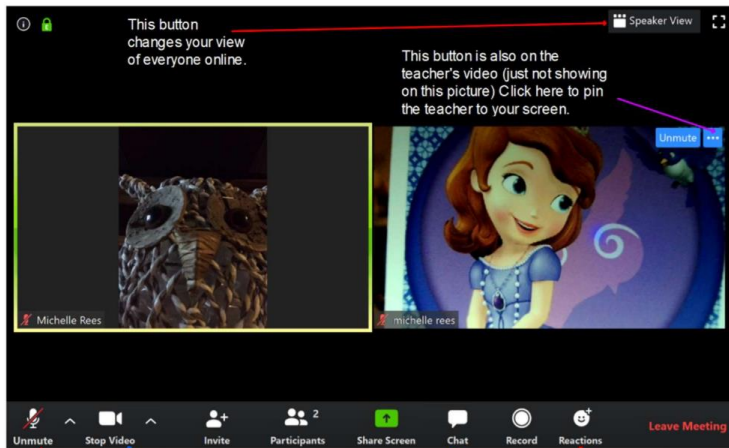 This button
changes your view
of everyone online.
Speaker View
This button is also on the
teacher's video (just not showing
on this picture) Click here to pin
the teacher to your screen.
Unmute
Michelle Rees
michelle rees
2
Unmute
Stop Video
Invite
Participants
Share Screen
Chat
Record
Reactions
Leave Meeting